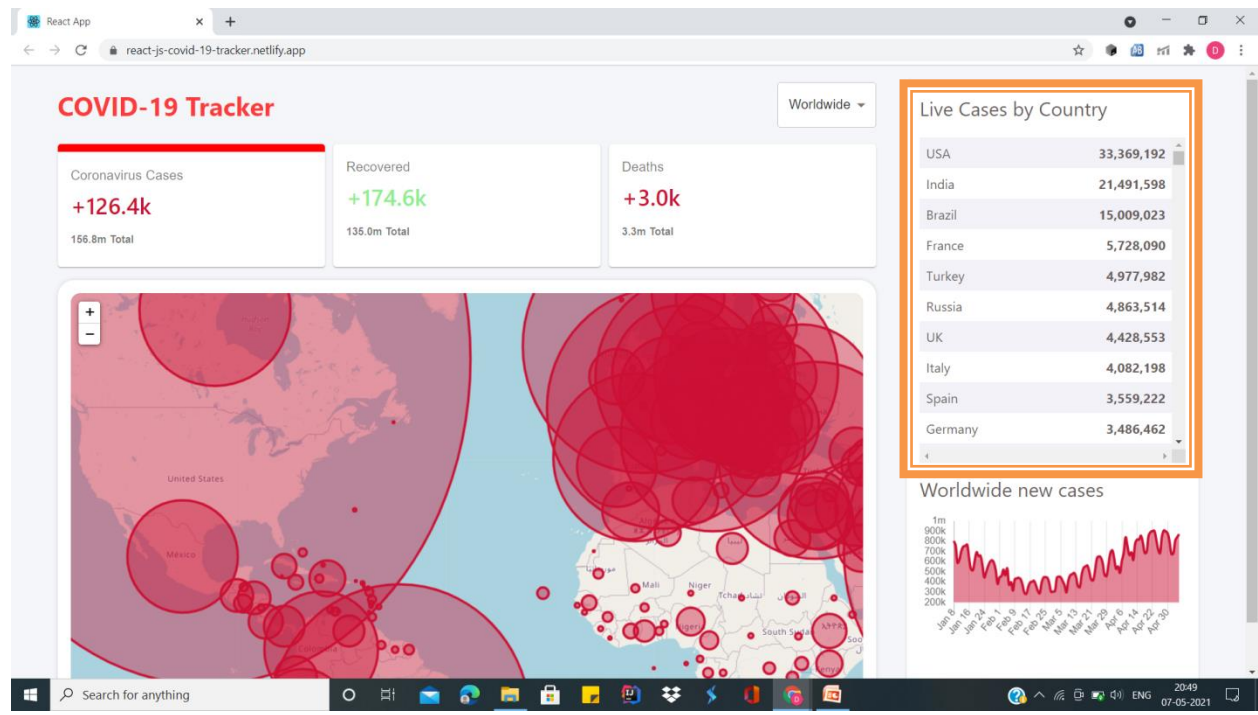 React App
react-js-covid-19-tracker.netlify.app
D
COVID-19 Tracker
Worldwide
Coronavirus Cases
+126.4k
156.8m Total
Recovered
+174.6k
135.0m Total
Deaths
+3.0k
3.3m Total
+
−
United States
México
Colombia
Mali
Niger
South Sudan
Kenya
Live Cases by Country
USA 33,369,192
India 21,491,598
Brazil 15,009,023
France 5,728,090
Turkey 4,977,982
Russia 4,863,514
UK 4,428,553
Italy 4,082,198
Spain 3,559,222
Germany 3,486,462
Worldwide new cases
1m
900k
800k
700k
600k
500k
400k
300k
200k
Jan 8
Jan 16
Jan 24
Feb 1
Feb 9
Feb 17
Feb 25
Mar 5
Mar 13
Mar 21
Mar 29
Apr 6
Apr 14
Apr 22
Apr 30
Search for anything
ENG
20:49
07-05-2021